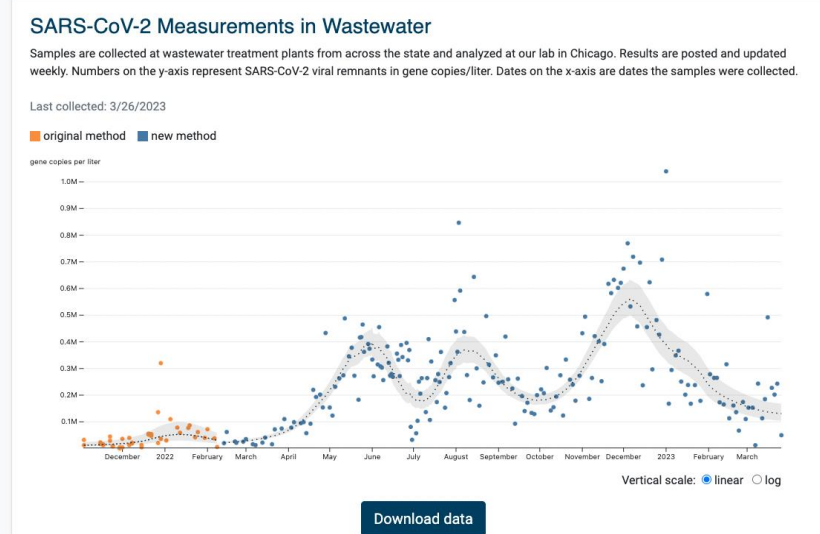 SARS-CoV-2 Measurements in Wastewater
Samples are collected at wastewater treatment plants from across the state and analyzed at our lab in Chicago. Results are posted and updated
weekly. Numbers on the y-axis represent SARS-CoV-2 viral remnants in gene copies/liter. Dates on the x-axis are dates the samples were collected.
Last collected: 3/26/2023
original method new method
gene copies per liter
1.0M
0.9M
0.8M
0.7M
0.6M
0.5M
0.4M
0.3M
0.2M
0.1M
December 2022 February March April May June July August September October November December 2023 February March
Vertical scale: linear log
Download data